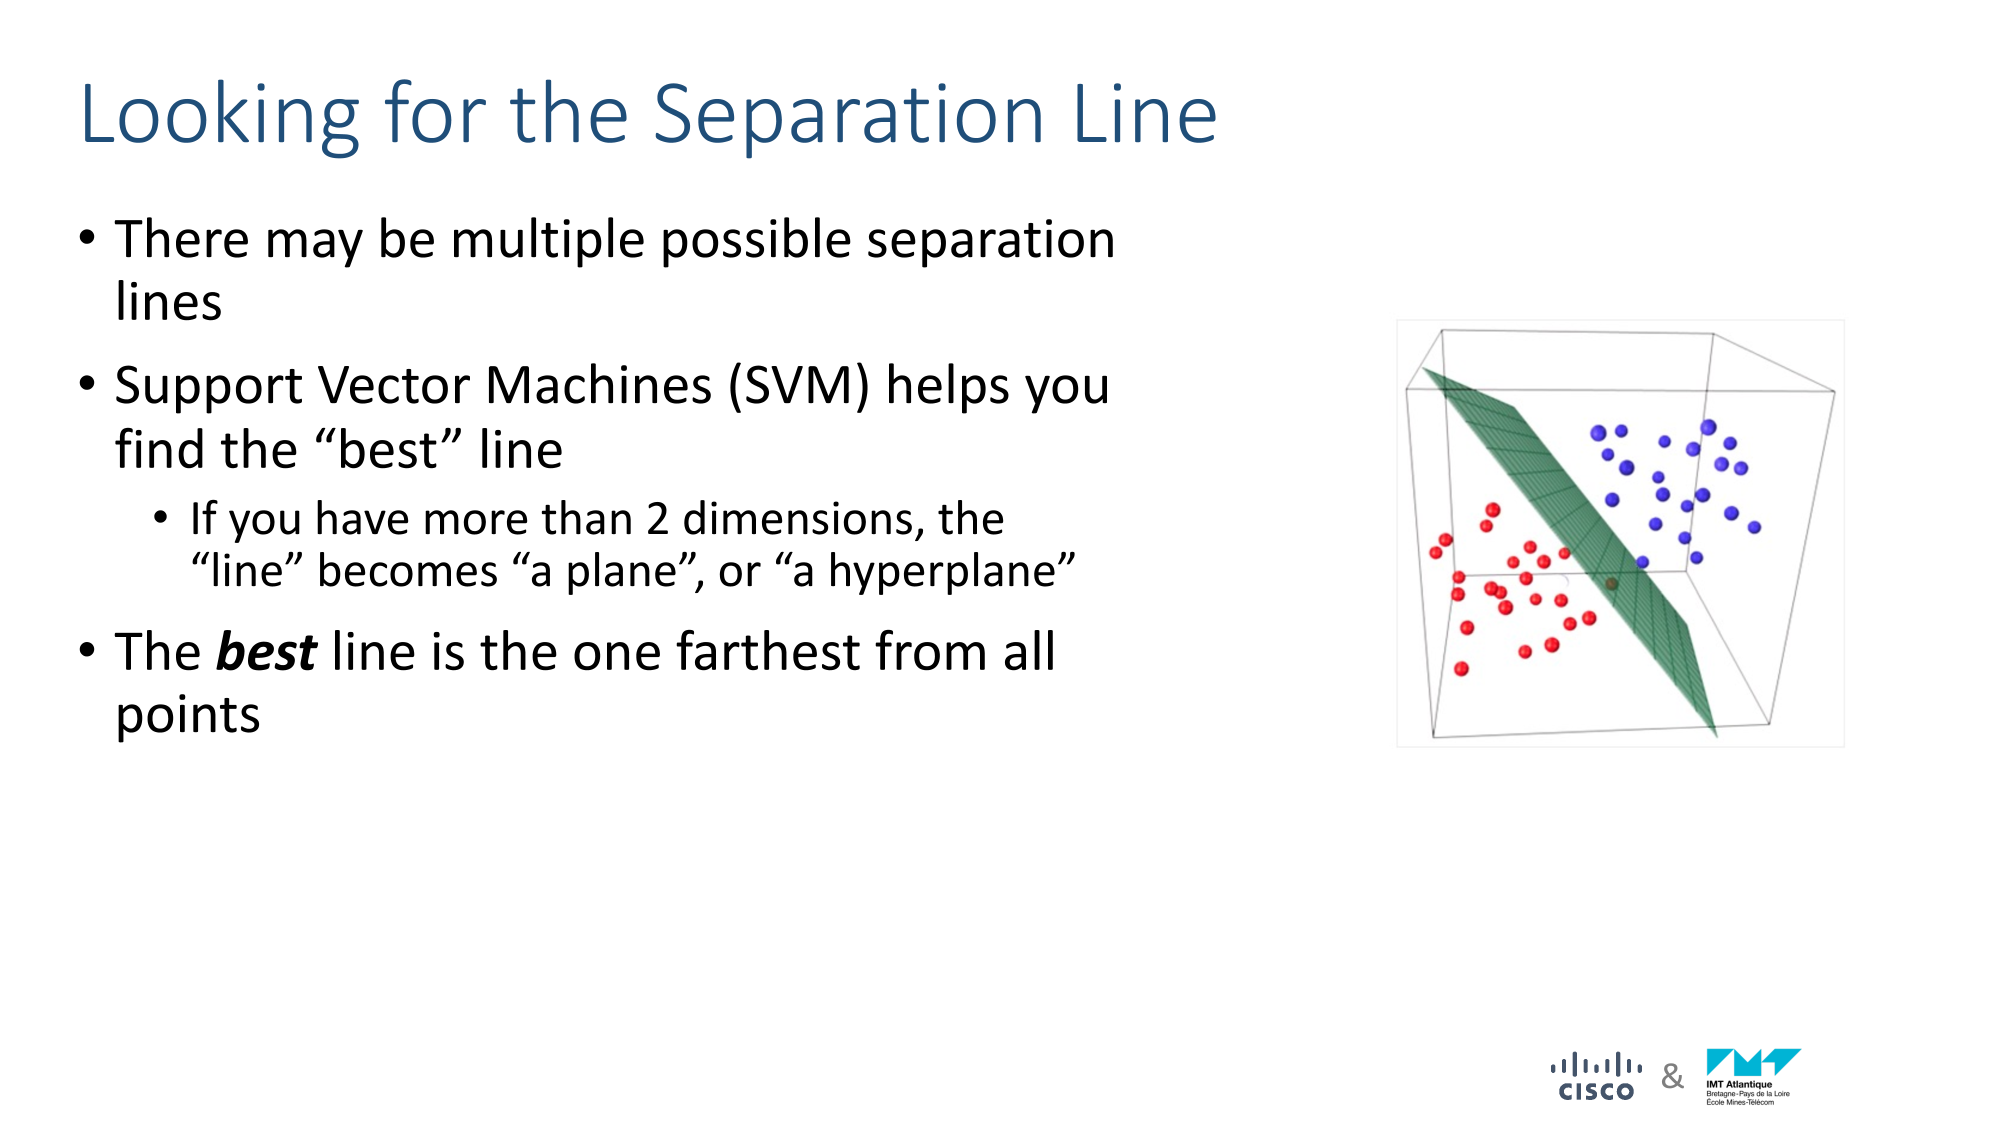 Looking for the Separation Line
• There may be multiple possible separation
lines
• Support Vector Machines (SVM) helps you
find the “best” line
• If you have more than 2 dimensions, the
“line” becomes “a plane”, or “a hyperplane”
• The best line is the one farthest from all
points
CISCO & IMT Atlantique
Bretagne-Pays de la Loire
École Mines-Télécom